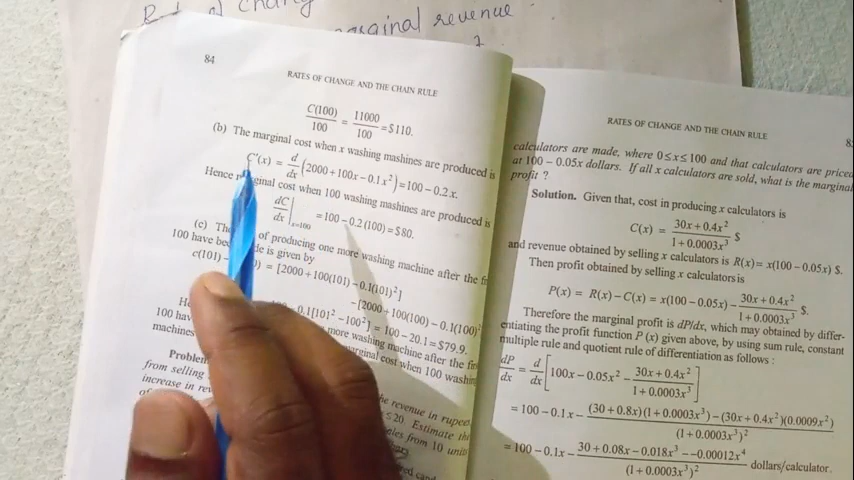 of Chang
marginal revenue
84
RATES OF CHANGE AND THE CHAIN RULE
C(100)/100 = 11000/100 = $110.
(b) The marginal cost when x washing mashines are produced is
C'(x) = d/dx (2000+100x−0.1x²) = 100−0.2x.
Hence marginal cost when 100 washing mashines are produced is
dC/dx |x=100 = 100−0.2(100) = $80.
(c) The of producing one more washing machine after the
100 have been made is given by
= [2000+100(101)−0.1(101)²]
−[2000+100(100)−0.1(100)²
−0.1[101²−100²] = 100−20.1 = $79.9.
100 more washing machine after the
machines marginal cost when 100
Problem
from selling the revenue in rupees
increase in ≤20. Estimate
from 10 units
RATES OF CHANGE AND THE CHAIN RULE
calculators are made, where 0≤x≤100 and that calculators are priced
at 100−0.05x dollars. If all x calculators are sold, what is the marginal
profit ?
Solution. Given that, cost in producing x calculators is
C(x) = (30x+0.4x²)/(1+0.0003x³) $
and revenue obtained by selling x calculators is R(x)= x(100−0.05x) $.
Then profit obtained by selling x calculators is
P(x) = R(x)−C(x) = x(100−0.05x) − (30x+0.4x²)/(1+0.0003x³) $.
Therefore the marginal profit is dP/dx, which may obtained by differ-
entiating the profit function P (x) given above, by using sum rule, constant
multiple rule and quotient rule of differentiation as follows :
dP/dx = d/dx [100x−0.05x² − (30x+0.4x²)/(1+0.0003x³)]
= 100−0.1x − ((30+0.8x)(1+0.0003x³)−(30x+0.4x²)(0.0009x²))/(1+0.0003x³)²
= 100−0.1x − (30+0.08x−0.018x³−−0.00012x⁴)/(1+0.0003x³)² dollars/calculator.